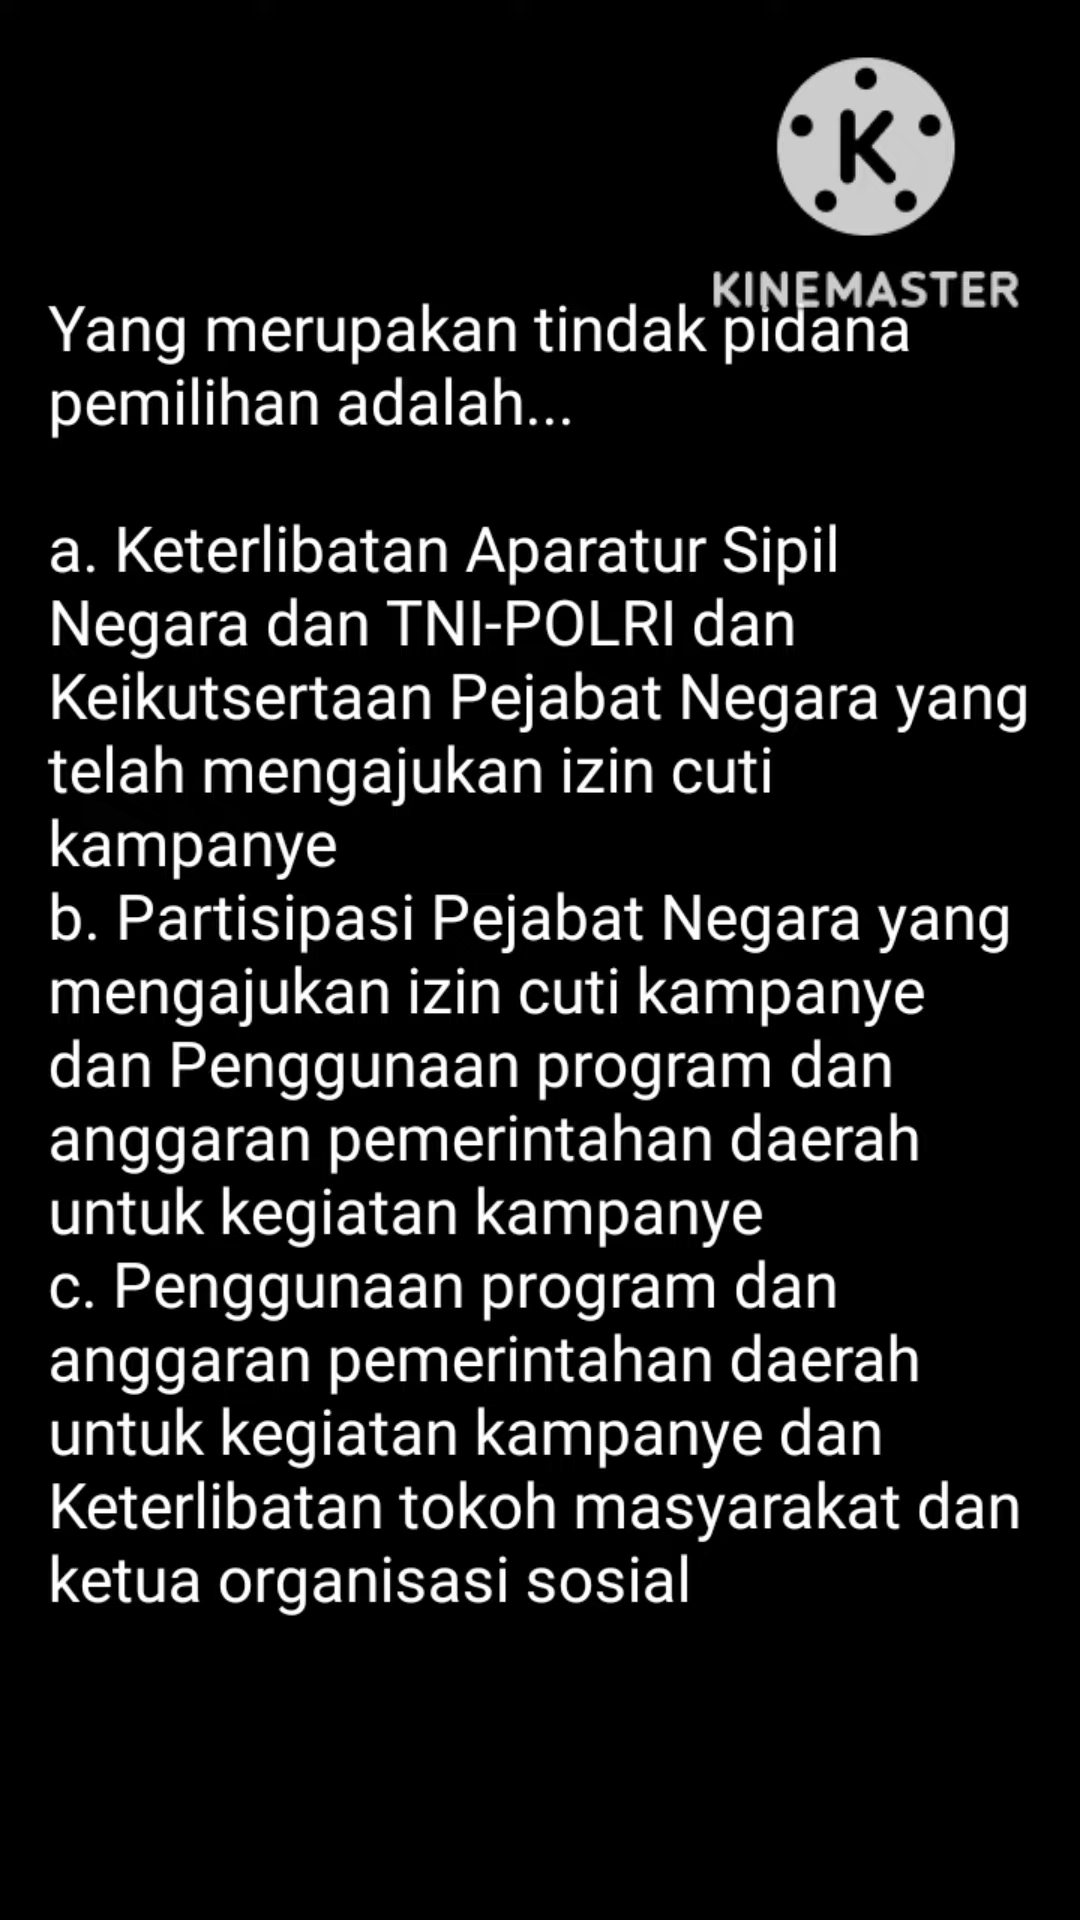 K
KINEMASTER
Yang merupakan tindak pidana
pemilihan adalah...
a. Keterlibatan Aparatur Sipil
Negara dan TNI-POLRI dan
Keikutsertaan Pejabat Negara yang
telah mengajukan izin cuti
kampanye
b. Partisipasi Pejabat Negara yang
mengajukan izin cuti kampanye
dan Penggunaan program dan
anggaran pemerintahan daerah
untuk kegiatan kampanye
c. Penggunaan program dan
anggaran pemerintahan daerah
untuk kegiatan kampanye dan
Keterlibatan tokoh masyarakat dan
ketua organisasi sosial